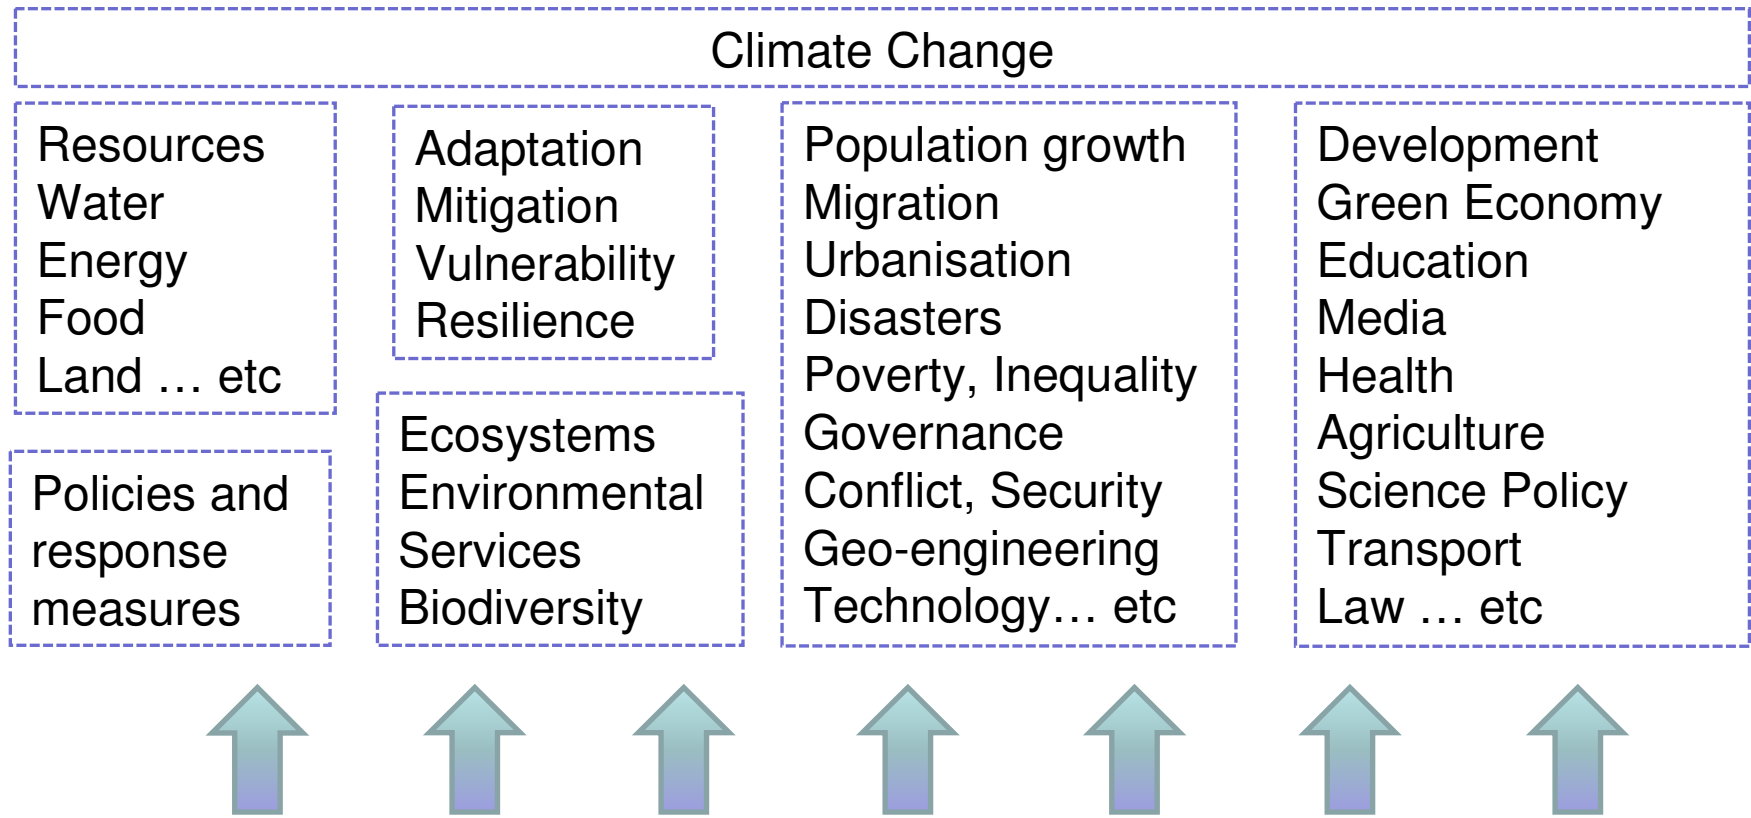 Climate Change
Resources
Water
Energy
Food
Land … etc
Policies and
response
measures
Adaptation
Mitigation
Vulnerability
Resilience
Ecosystems
Environmental
Services
Biodiversity
Population growth
Migration
Urbanisation
Disasters
Poverty, Inequality
Governance
Conflict, Security
Geo-engineering
Technology… etc
Development
Green Economy
Education
Media
Health
Agriculture
Science Policy
Transport
Law … etc